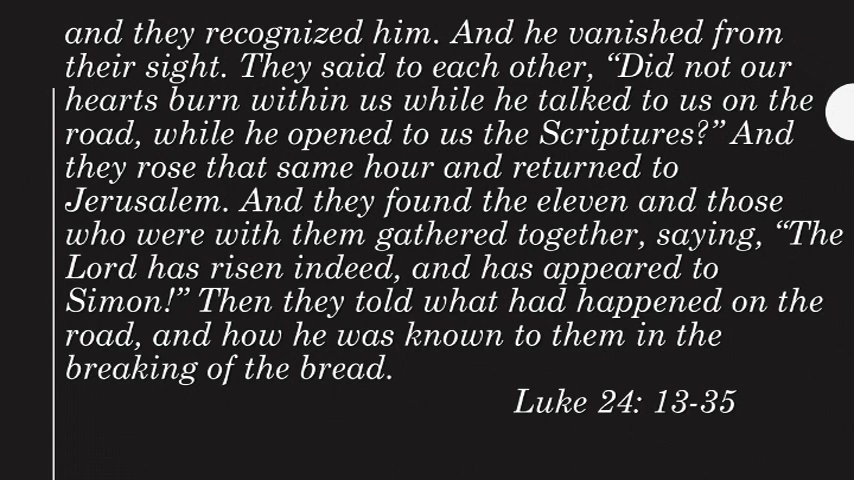 and they recognized him. And he vanished from
their sight. They said to each other, “Did not our
hearts burn within us while he talked to us on the
road, while he opened to us the Scriptures?” And
they rose that same hour and returned to
Jerusalem. And they found the eleven and those
who were with them gathered together, saying, “The
Lord has risen indeed, and has appeared to
Simon!” Then they told what had happened on the
road, and how he was known to them in the
breaking of the bread.
Luke 24: 13-35